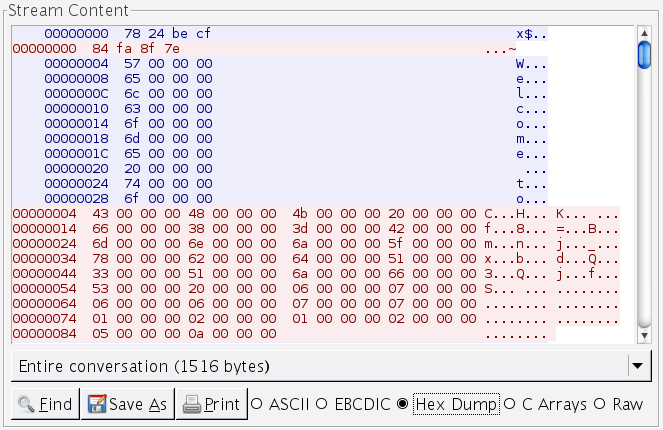 Stream Content
00000000 78 24 be cf x$..
00000000 84 fa 8f 7e ...~
00000004 57 00 00 00 W...
00000008 65 00 00 00 e...
0000000C 6c 00 00 00 l...
00000010 63 00 00 00 c...
00000014 6f 00 00 00 o...
00000018 6d 00 00 00 m...
0000001C 65 00 00 00 e...
00000020 20 00 00 00 ...
00000024 74 00 00 00 t...
00000028 6f 00 00 00 o...
00000004 43 00 00 00 48 00 00 00 4b 00 00 00 20 00 00 00 C...H... K... ...
00000014 66 00 00 00 38 00 00 00 3d 00 00 00 42 00 00 00 f...8... =...B...
00000024 6d 00 00 00 6e 00 00 00 6a 00 00 00 5f 00 00 00 m...n... j..._...
00000034 78 00 00 00 62 00 00 00 64 00 00 00 51 00 00 00 x...b... d...Q...
00000044 33 00 00 00 51 00 00 00 6a 00 00 00 66 00 00 00 3...Q... j...f...
00000054 53 00 00 00 20 00 00 00 06 00 00 00 07 00 00 00 S... ... ........
00000064 06 00 00 00 06 00 00 00 07 00 00 00 07 00 00 00 ........ ........
00000074 01 00 00 00 02 00 00 00 01 00 00 00 02 00 00 00 ........ ........
00000084 05 00 00 00 0a 00 00 00 ........
Entire conversation (1516 bytes)
Find Save As Print ASCII EBCDIC Hex Dump C Arrays Raw